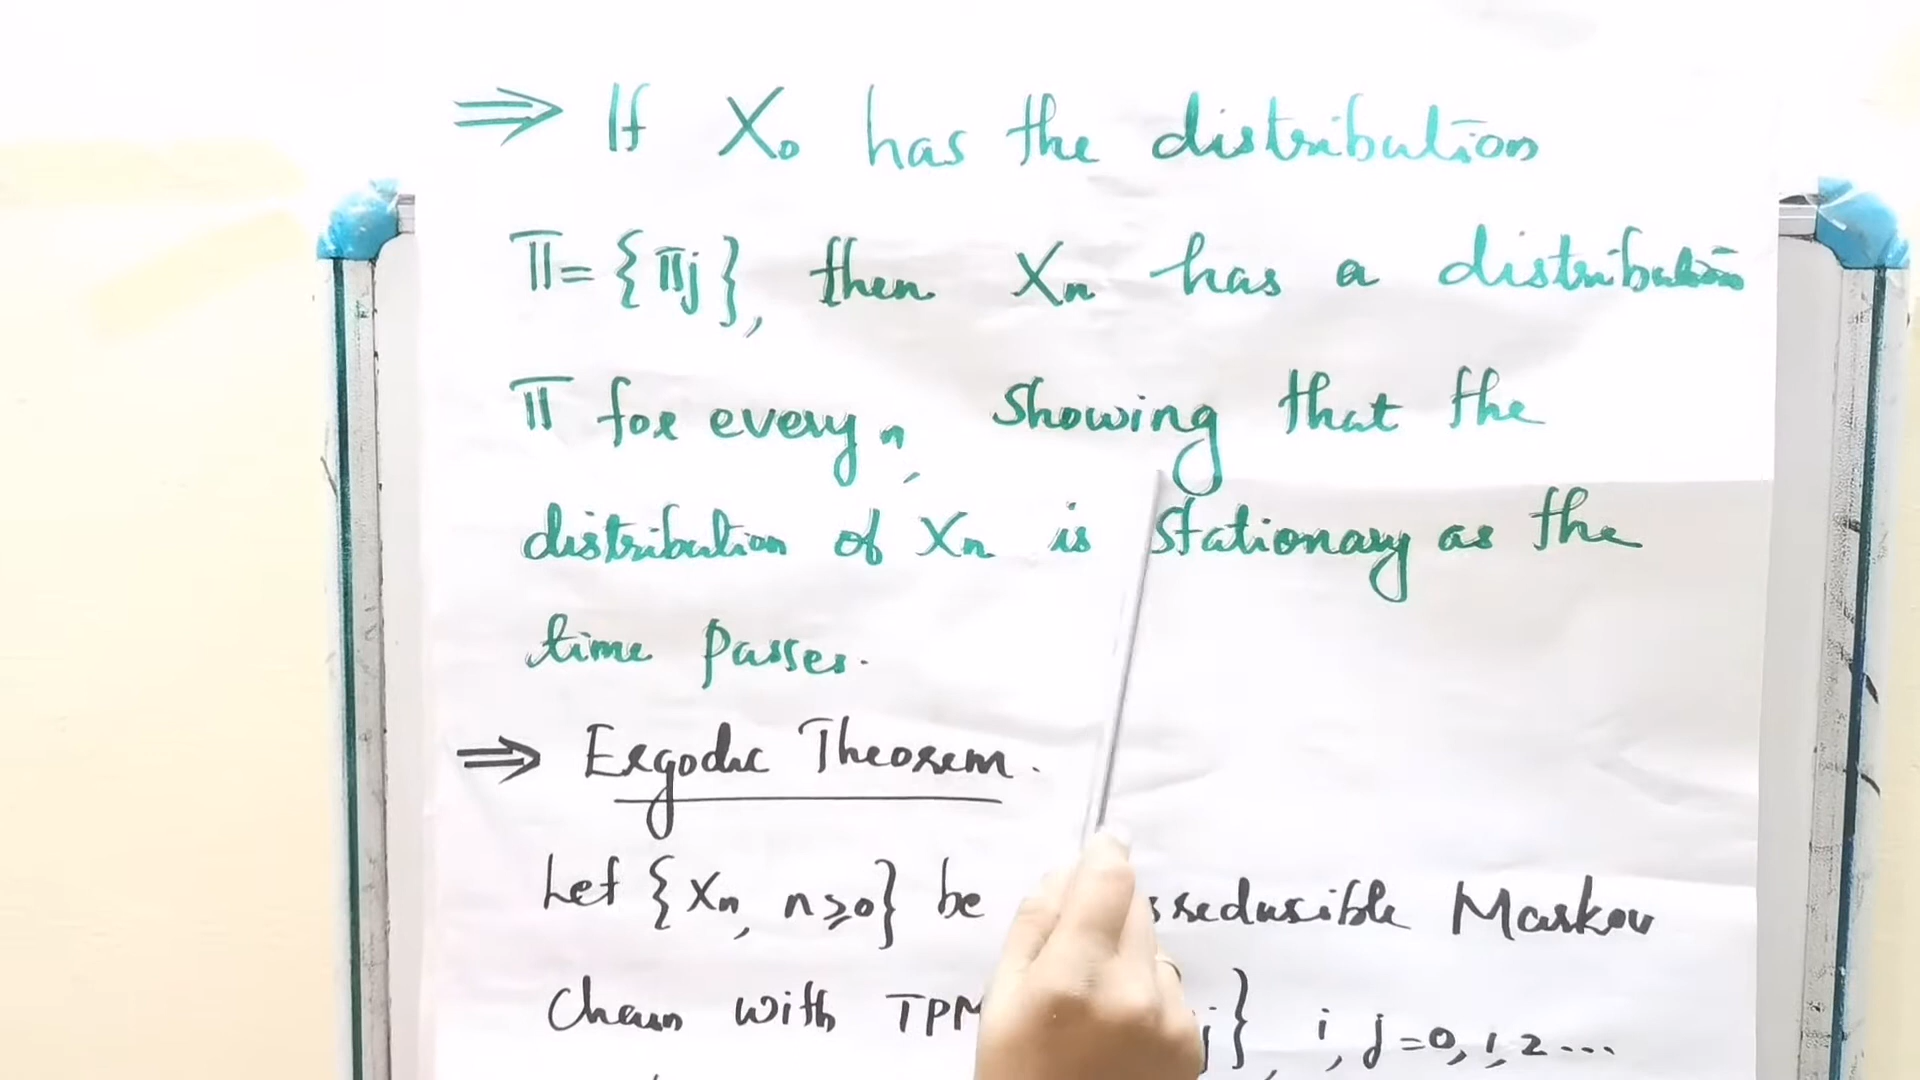 ⇒ If X₀ has the distribution
π = {πj}, then Xn has a distribution
π for every n, showing that the
distribution of Xn is stationary as the
time passes.
⇒ Ergodic Theorem.
Let {Xn, n≥0} be irreducible Markov
Chain with TPM j}, i, j = 0, 1, 2 ...